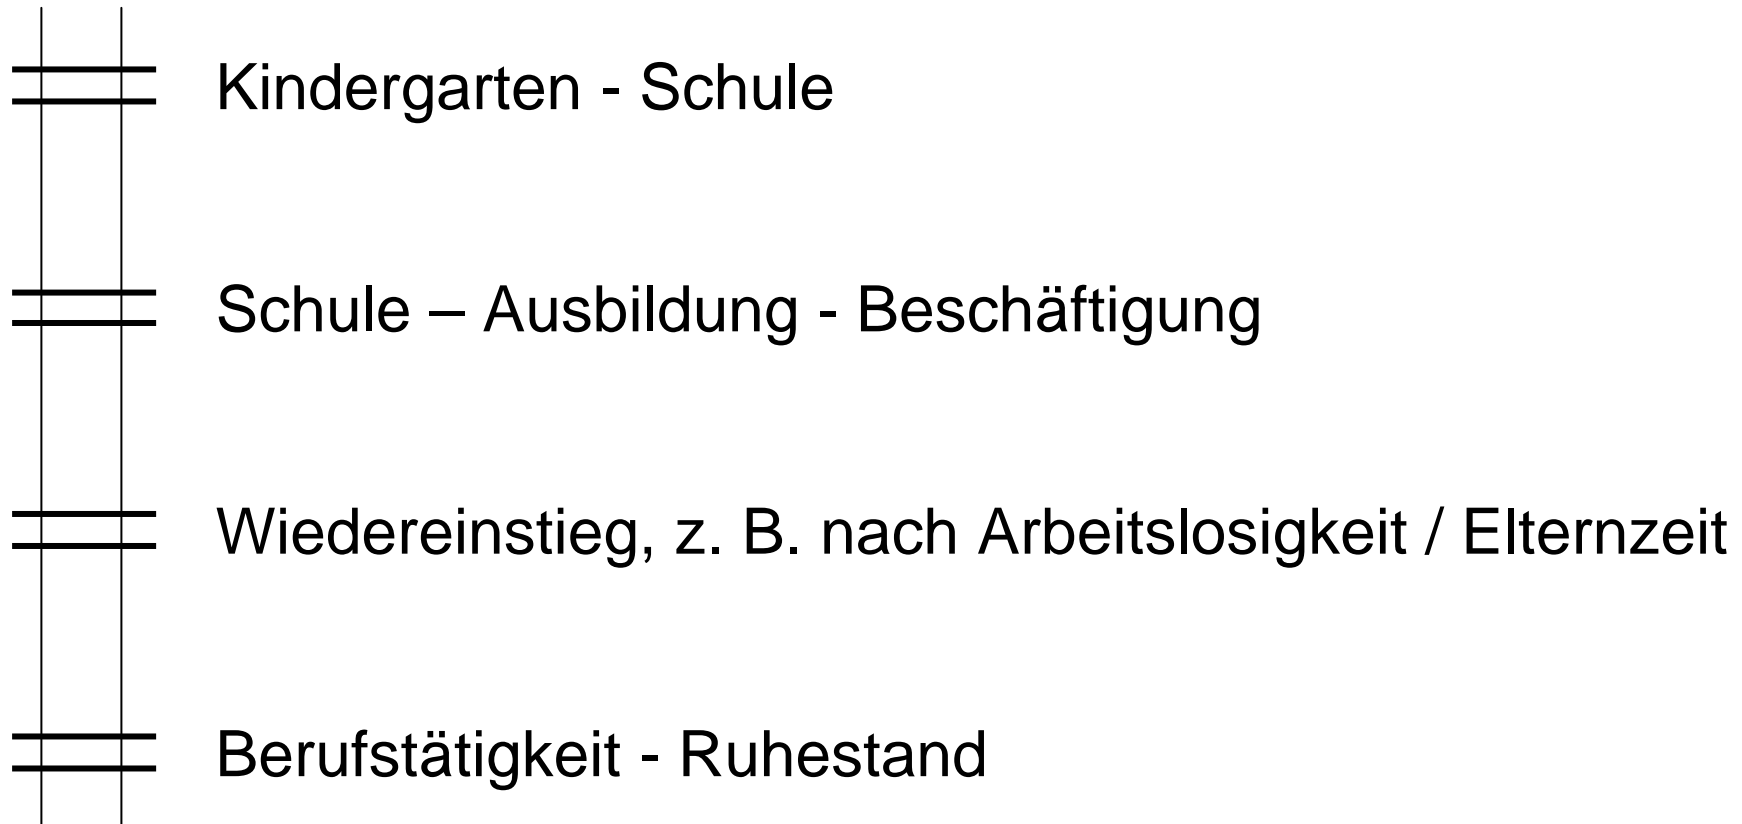 Kindergarten - Schule
Schule – Ausbildung - Beschäftigung
Wiedereinstieg, z. B. nach Arbeitslosigkeit / Elternzeit
Berufstätigkeit - Ruhestand